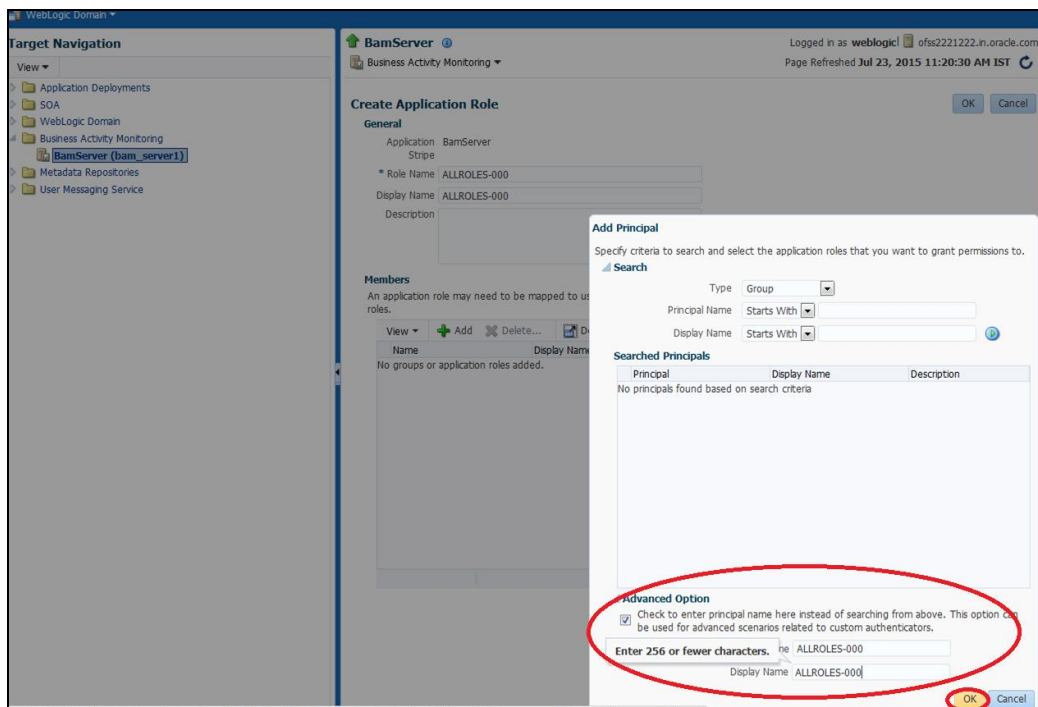 WebLogic Domain
Target Navigation
View
Application Deployments
SOA
WebLogic Domain
Business Activity Monitoring
BamServer (bam_server1)
Metadata Repositories
User Messaging Service
BamServer
Business Activity Monitoring
Logged in as weblogic ofss2221222.in.oracle.com
Page Refreshed Jul 23, 2015 11:20:30 AM IST
Create Application Role
OK Cancel
General
Application Stripe BamServer
* Role Name ALLROLES-000
Display Name ALLROLES-000
Description
Members
An application role may need to be mapped to us
roles.
View Add Delete... D
Name Display Name
No groups or application roles added.
Add Principal
Specify criteria to search and select the application roles that you want to grant permissions to.
Search
Type Group
Principal Name Starts With
Display Name Starts With
Searched Principals
Principal Display Name Description
No principals found based on search criteria
Advanced Option
Check to enter principal name here instead of searching from above. This option can
be used for advanced scenarios related to custom authenticators.
Enter 256 or fewer characters. ne ALLROLES-000
Display Name ALLROLES-000
OK Cancel